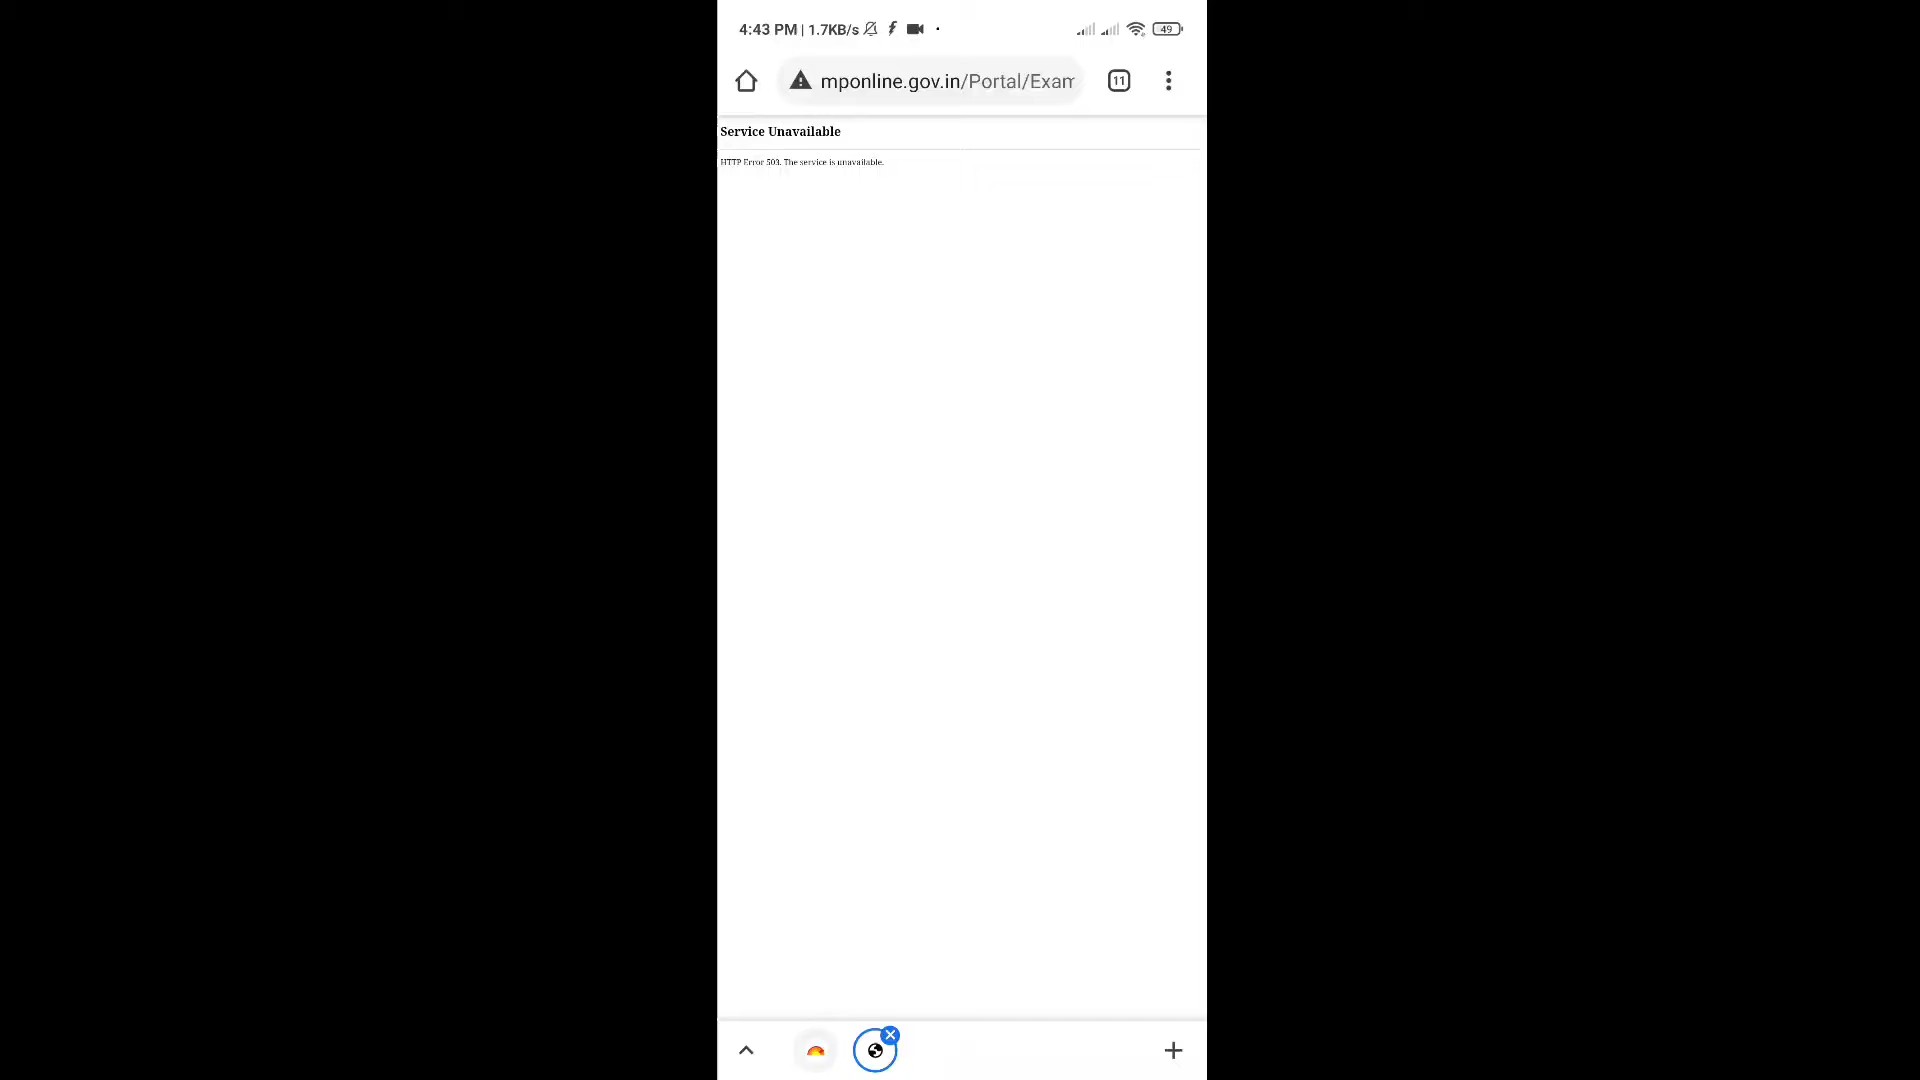 4:43 PM | 1.7KB/s
49
mponline.gov.in/Portal/Exam
11
Service Unavailable
HTTP Error 503. The service is unavailable.